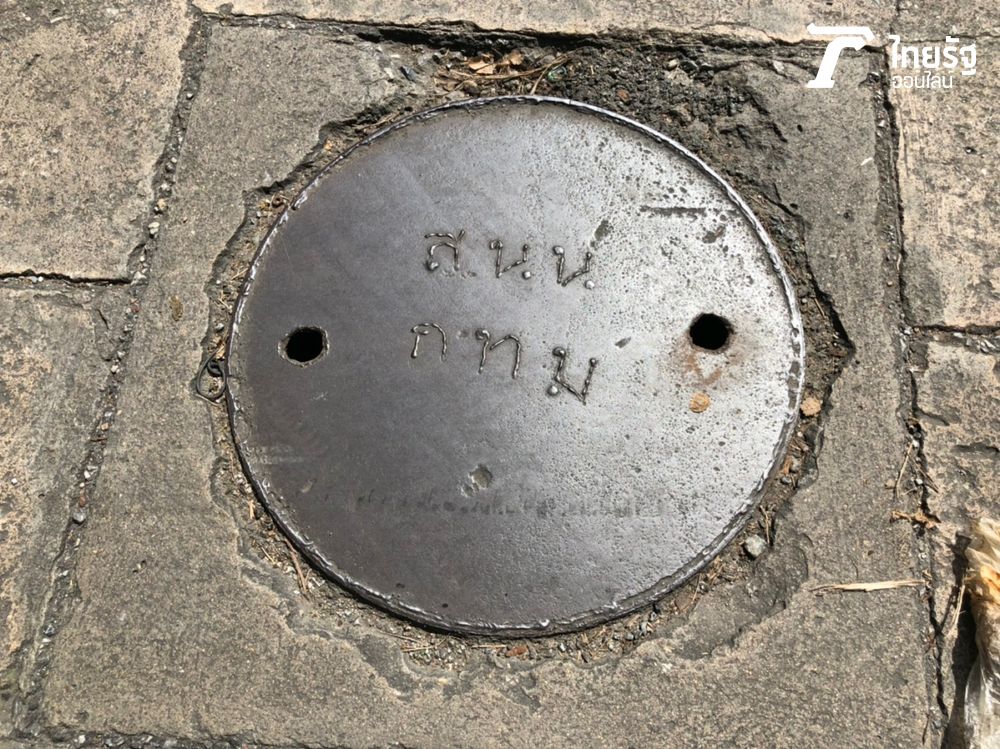 ไทยรัฐ
ออนไลน์
สนน
กทม